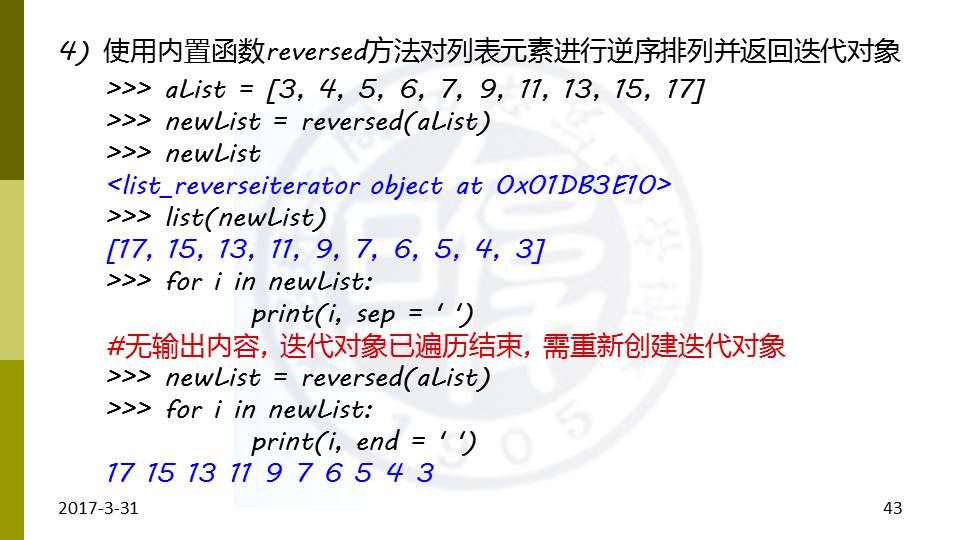 4) 使用内置函数reversed方法对列表元素进行逆序排列并返回迭代对象
>>> aList = [3, 4, 5, 6, 7, 9, 11, 13, 15, 17]
>>> newList = reversed(aList)
>>> newList
<list_reverseiterator object at 0x01DB3E10>
>>> list(newList)
[17, 15, 13, 11, 9, 7, 6, 5, 4, 3]
>>> for i in newList:
print(i, sep = ' ')
#无输出内容，迭代对象已遍历结束，需重新创建迭代对象
>>> newList = reversed(aList)
>>> for i in newList:
print(i, end = ' ')
17 15 13 11 9 7 6 5 4 3
1905
2017-3-31
43